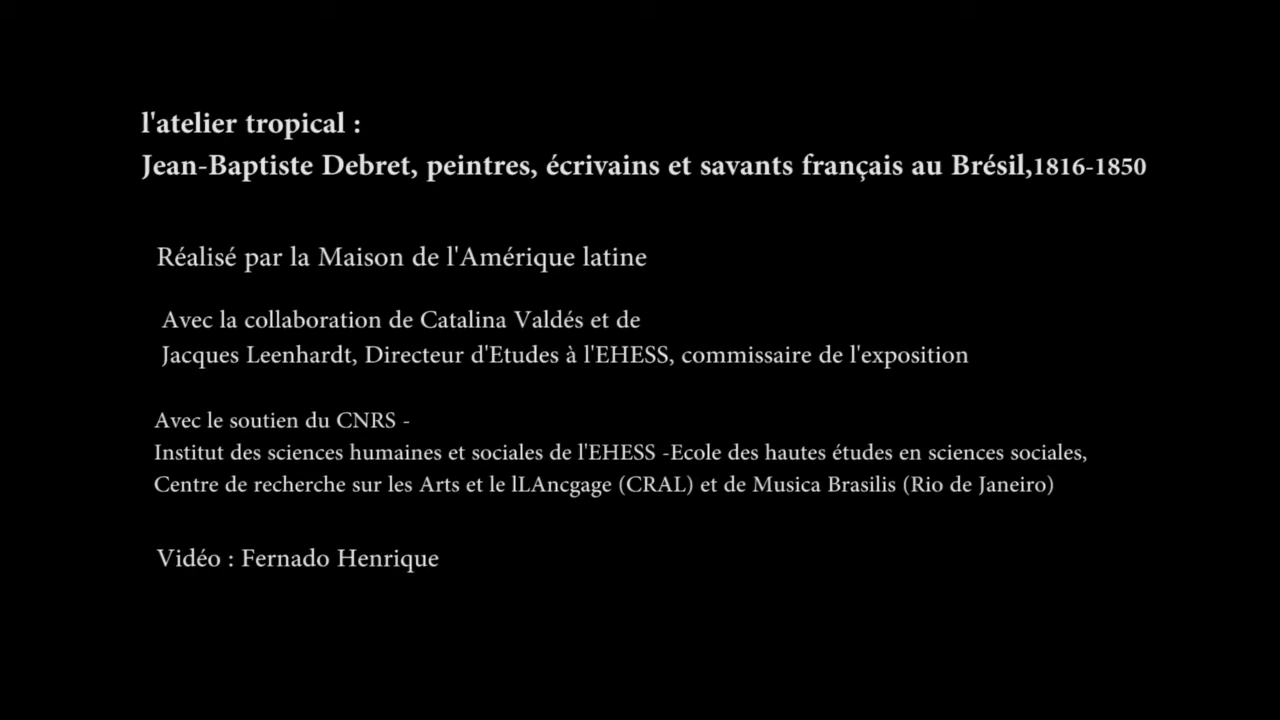 l'atelier tropical :
Jean-Baptiste Debret, peintres, écrivains et savants français au Brésil,1816-1850
Réalisé par la Maison de l'Amérique latine
Avec la collaboration de Catalina Valdés et de
Jacques Leenhardt, Directeur d'Etudes à l'EHESS, commissaire de l'exposition
Avec le soutien du CNRS -
Institut des sciences humaines et sociales de l'EHESS -Ecole des hautes études en sciences sociales,
Centre de recherche sur les Arts et le lLAncgage (CRAL) et de Musica Brasilis (Rio de Janeiro)
Vidéo : Fernado Henrique